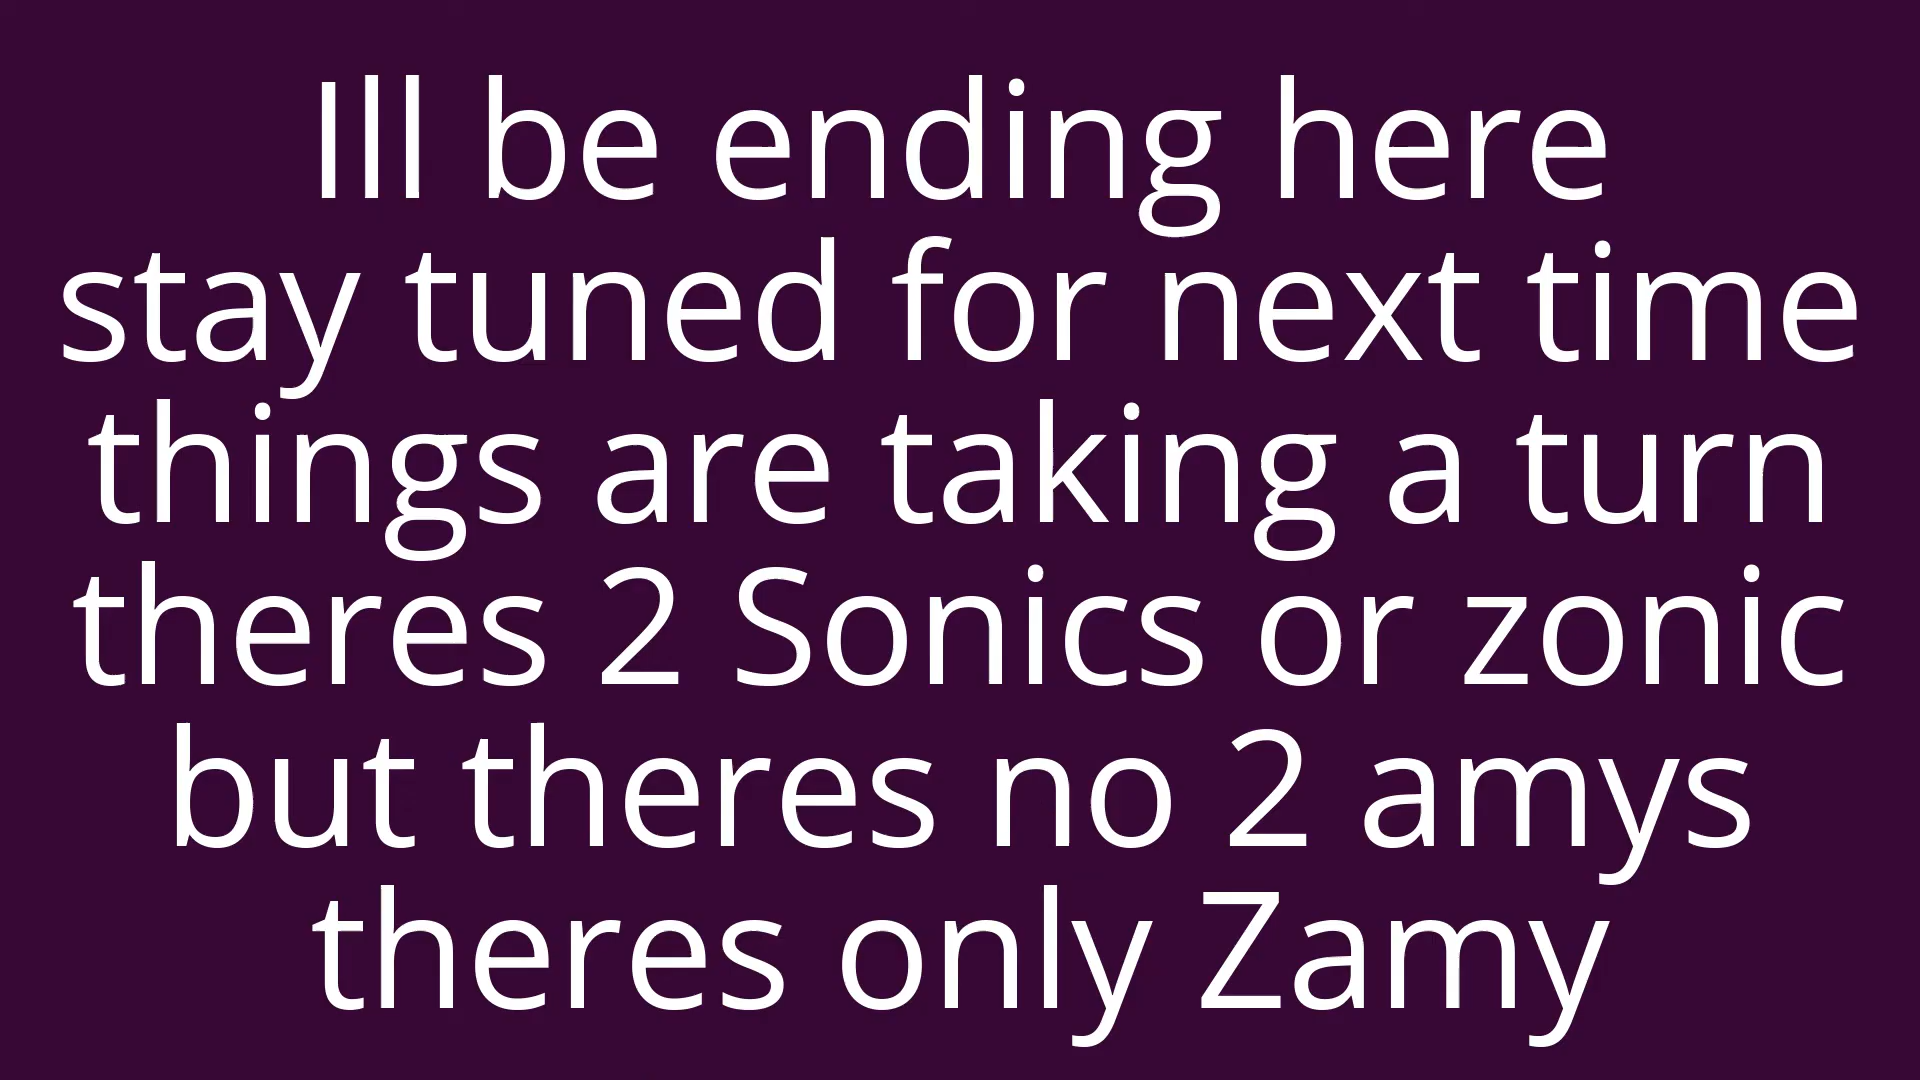 Ill be ending here
stay tuned for next time
things are taking a turn
theres 2 Sonics or zonic
but theres no 2 amys
theres only Zamy